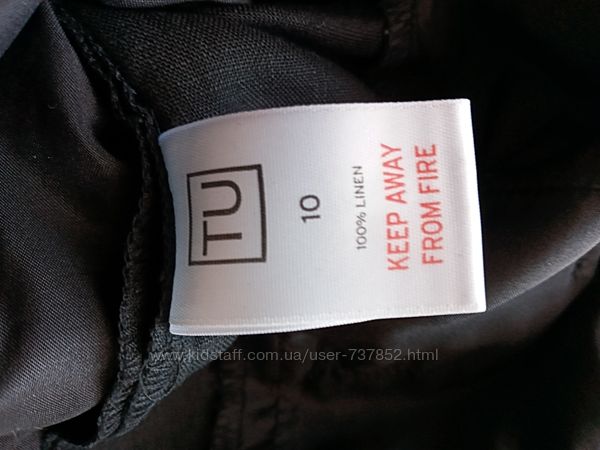 TU
10
100% LINEN
KEEP AWAY
FROM FIRE
www.kidstaff.com.ua/user-737852.html